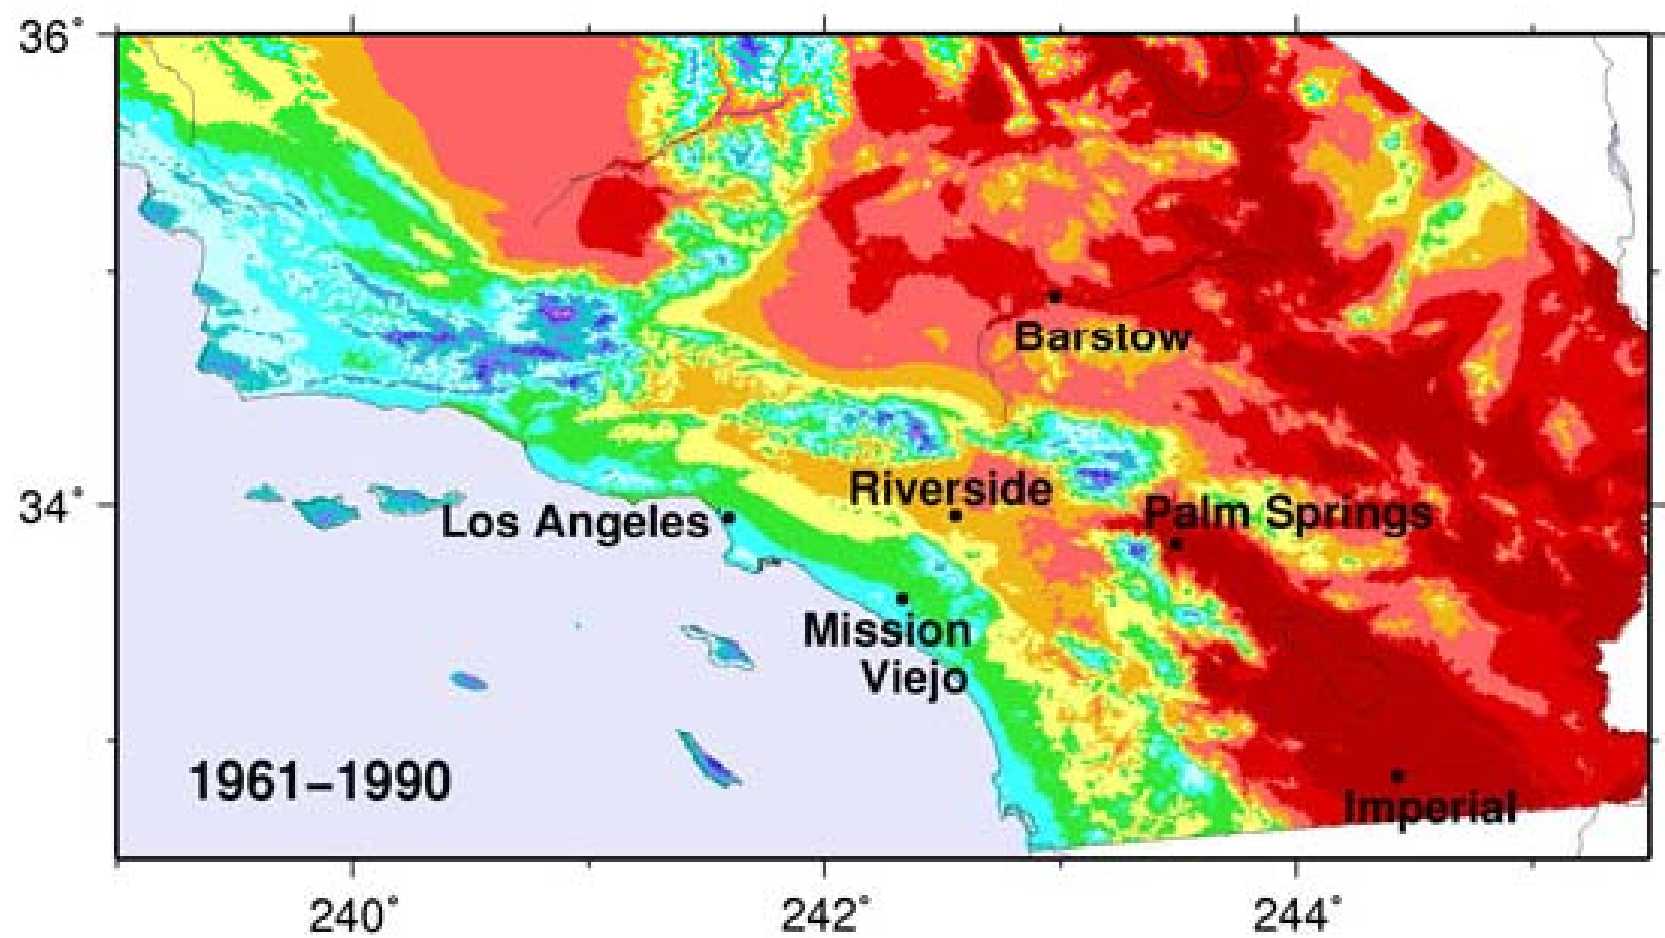 36°
Barstow
Riverside
34°
Palm Springs
Los Angeles
Mission
Viejo
1961–1990
Imperial
240°
242°
244°